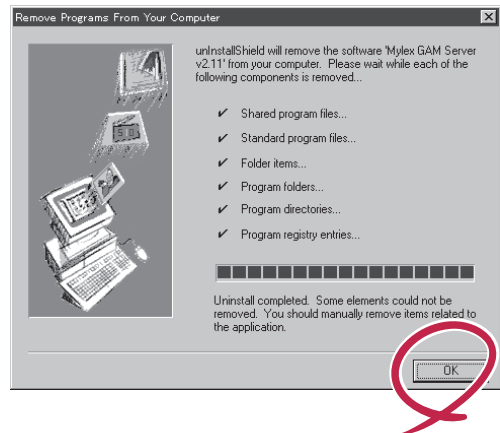 Remove Programs From Your Computer
unInstallShield will remove the software 'Mylex GAM Server
v2.11' from your computer.  Please wait while each of the
following components is removed...
Shared program files...
Standard program files...
Folder items...
Program folders...
Program directories...
Program registry entries...
Uninstall completed.  Some elements could not be
removed.  You should manually remove items related to
the application.
OK